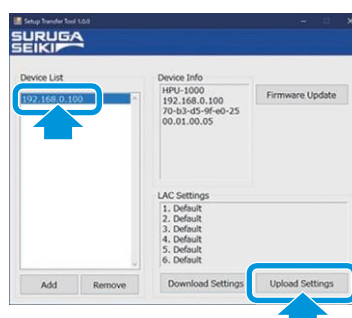 Setup Transfer Tool 1.0.0
SURUGA
SEIKI
Device List
192.168.0.100
Add
Remove
Device Info
HPU-1000
192.168.0.100
70-b3-d5-9f-e0-25
00.01.00.05
Firmware Update
LAC Settings
1. Default
2. Default
3. Default
4. Default
5. Default
6. Default
Download Settings
Upload Settings